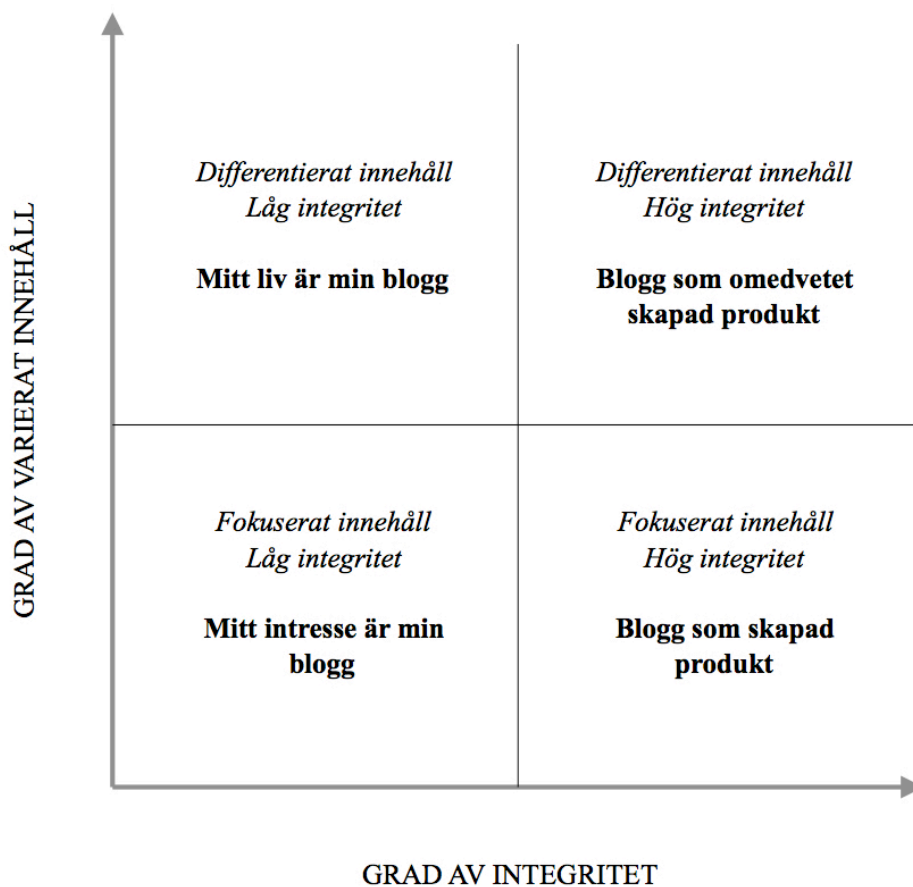 GRAD AV VARIERAT INNEHÅLL
Differentierat innehåll
Låg integritet
Mitt liv är min blogg
Differentierat innehåll
Hög integritet
Blogg som omedvetet
skapad produkt
Fokuserat innehåll
Låg integritet
Mitt intresse är min
blogg
Fokuserat innehåll
Hög integritet
Blogg som skapad
produkt
GRAD AV INTEGRITET